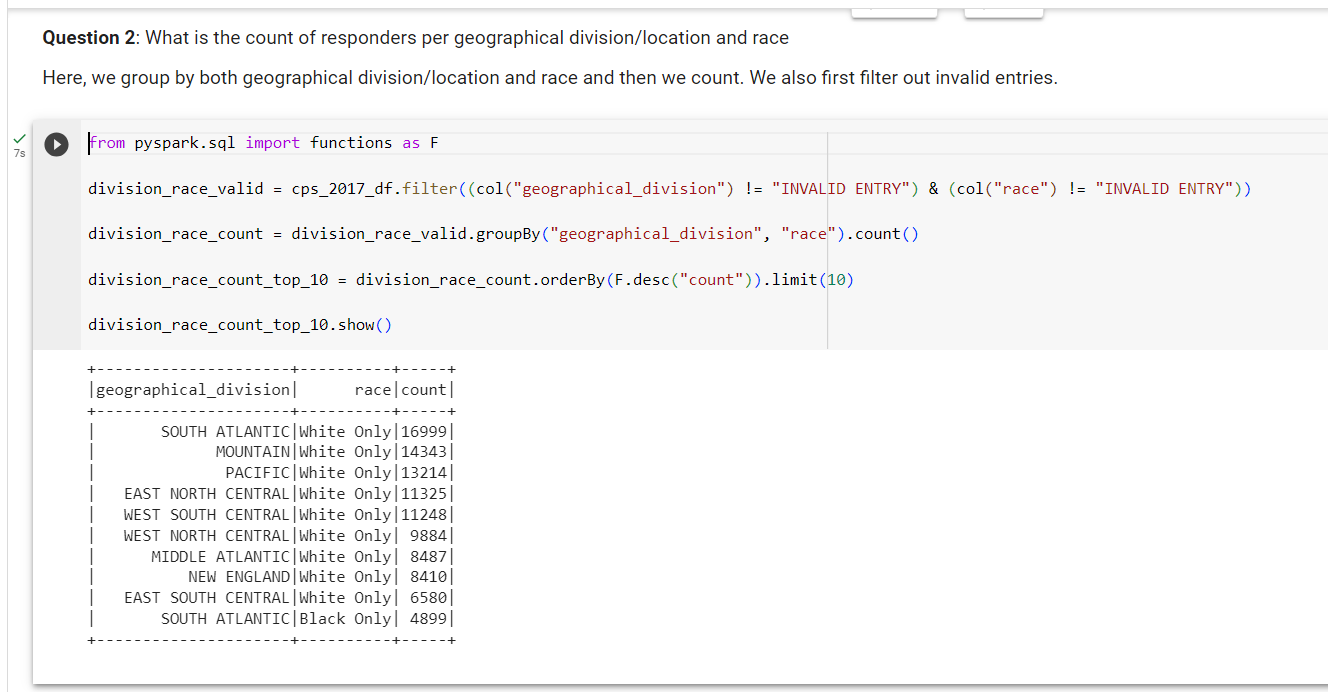 Question 2: What is the count of responders per geographical division/location and race
Here, we group by both geographical division/location and race and then we count. We also first filter out invalid entries.
7s
from pyspark.sql import functions as F
division_race_valid = cps_2017_df.filter((col("geographical_division") != "INVALID ENTRY") & (col("race") != "INVALID ENTRY"))
division_race_count = division_race_valid.groupBy("geographical_division", "race").count()
division_race_count_top_10 = division_race_count.orderBy(F.desc("count")).limit(10)
division_race_count_top_10.show()
+---------------------+----------+-----+
|geographical_division|      race|count|
+---------------------+----------+-----+
|       SOUTH ATLANTIC|White Only|16999|
|             MOUNTAIN|White Only|14343|
|              PACIFIC|White Only|13214|
|   EAST NORTH CENTRAL|White Only|11325|
|   WEST SOUTH CENTRAL|White Only|11248|
|   WEST NORTH CENTRAL|White Only| 9884|
|      MIDDLE ATLANTIC|White Only| 8487|
|          NEW ENGLAND|White Only| 8410|
|   EAST SOUTH CENTRAL|White Only| 6580|
|       SOUTH ATLANTIC|Black Only| 4899|
+---------------------+----------+-----+